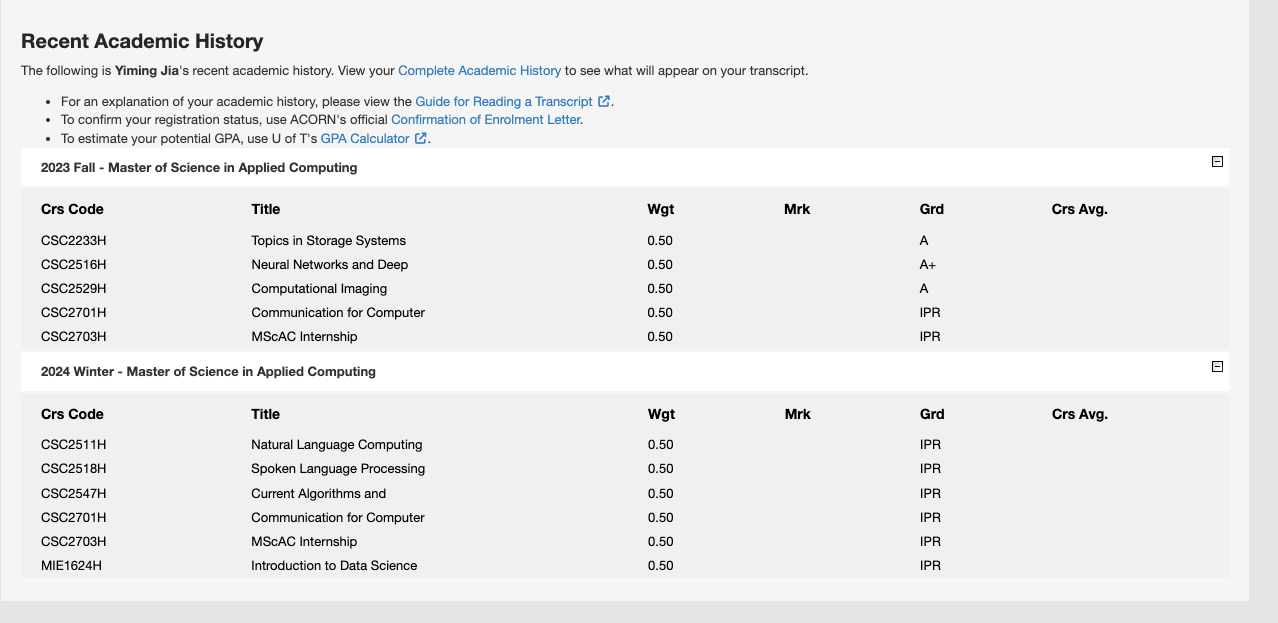 Recent Academic History
The following is Yiming Jia's recent academic history. View your Complete Academic History to see what will appear on your transcript.
• For an explanation of your academic history, please view the Guide for Reading a Transcript.
• To confirm your registration status, use ACORN's official Confirmation of Enrolment Letter.
• To estimate your potential GPA, use U of T's GPA Calculator.
2023 Fall - Master of Science in Applied Computing
Crs Code Title Wgt Mrk Grd Crs Avg.
CSC2233H Topics in Storage Systems 0.50 A
CSC2516H Neural Networks and Deep 0.50 A+
CSC2529H Computational Imaging 0.50 A
CSC2701H Communication for Computer 0.50 IPR
CSC2703H MScAC Internship 0.50 IPR
2024 Winter - Master of Science in Applied Computing
Crs Code Title Wgt Mrk Grd Crs Avg.
CSC2511H Natural Language Computing 0.50 IPR
CSC2518H Spoken Language Processing 0.50 IPR
CSC2547H Current Algorithms and 0.50 IPR
CSC2701H Communication for Computer 0.50 IPR
CSC2703H MScAC Internship 0.50 IPR
MIE1624H Introduction to Data Science 0.50 IPR